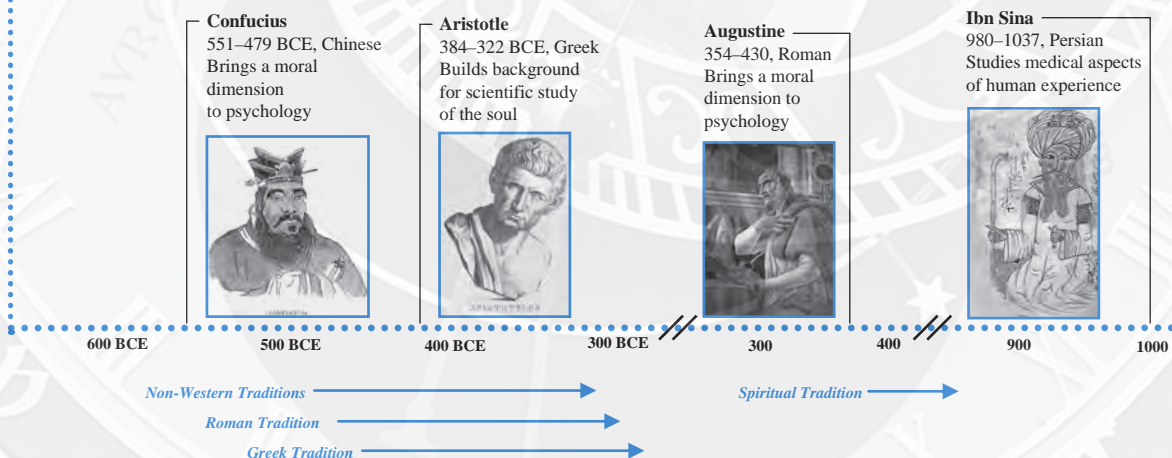 Confucius
551–479 BCE, Chinese
Brings a moral
dimension
to psychology
Aristotle
384–322 BCE, Greek
Builds background
for scientific study
of the soul
Augustine
354–430, Roman
Brings a moral
dimension to
psychology
Ibn Sina
980–1037, Persian
Studies medical aspects
of human experience
ARISTOTELES
600 BCE
500 BCE
400 BCE
300 BCE
300
400
900
1000
Non-Western Traditions
Spiritual Tradition
Roman Tradition
Greek Tradition